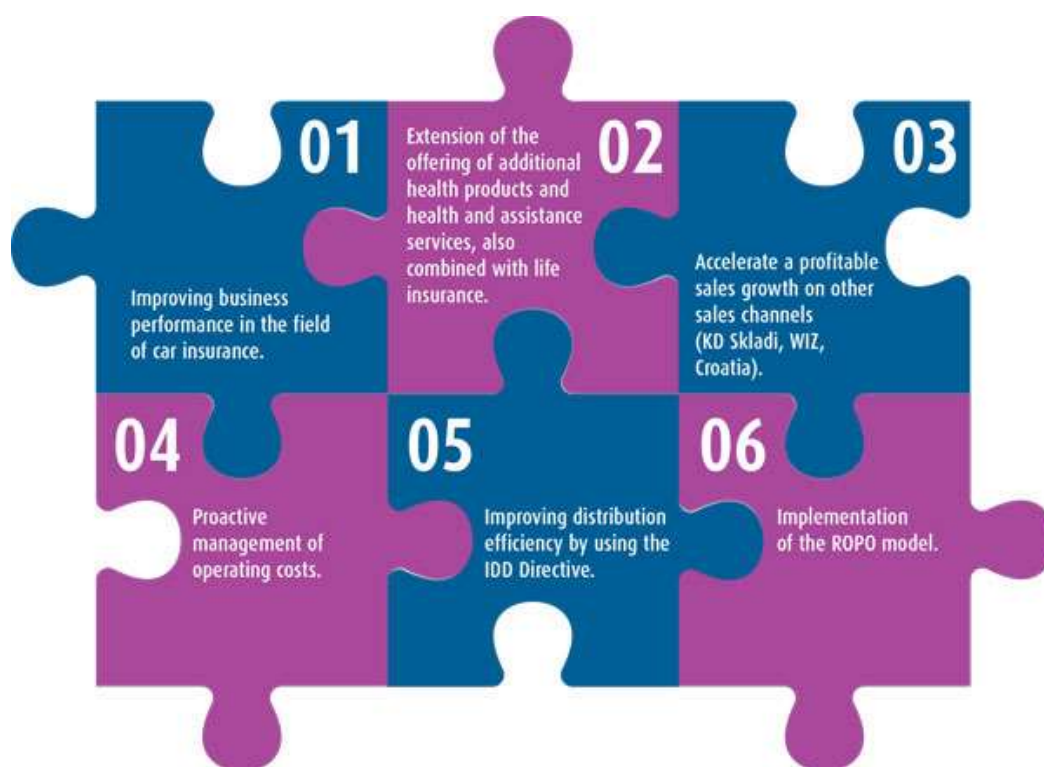 01
Improving business
performance in the field
of car insurance.
02
Extension of the
offering of additional
health products and
health and assistance
services, also
combined with life
insurance.
03
Accelerate a profitable
sales growth on other
sales channels
(KD Skladi, WIZ,
Croatia).
04
Proactive
management of
operating costs.
05
Improving distribution
efficiency by using the
IDD Directive.
06
Implementation
of the ROPO model.